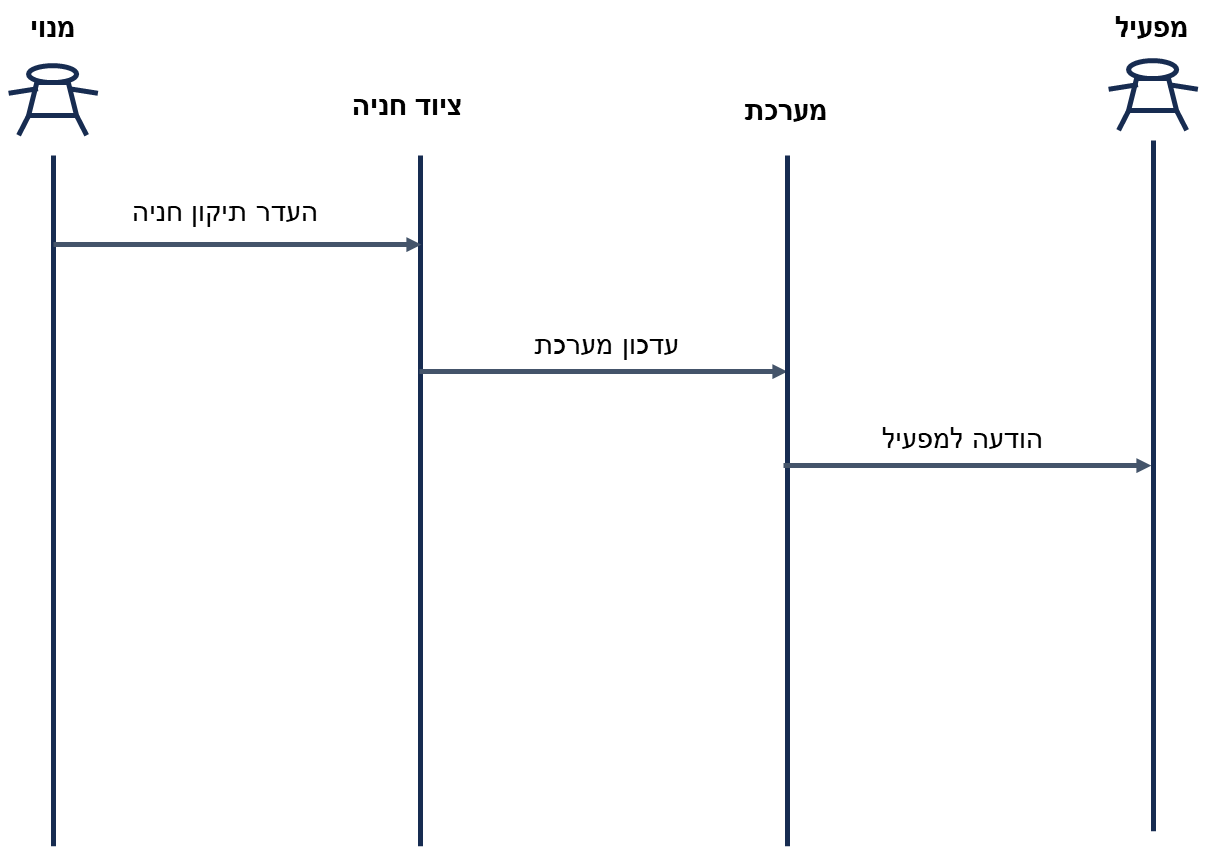 מנוי
מפעיל
ציוד חניה
מערכת
העדר תיקון חניה
עדכון מערכת
הודעה למפעיל